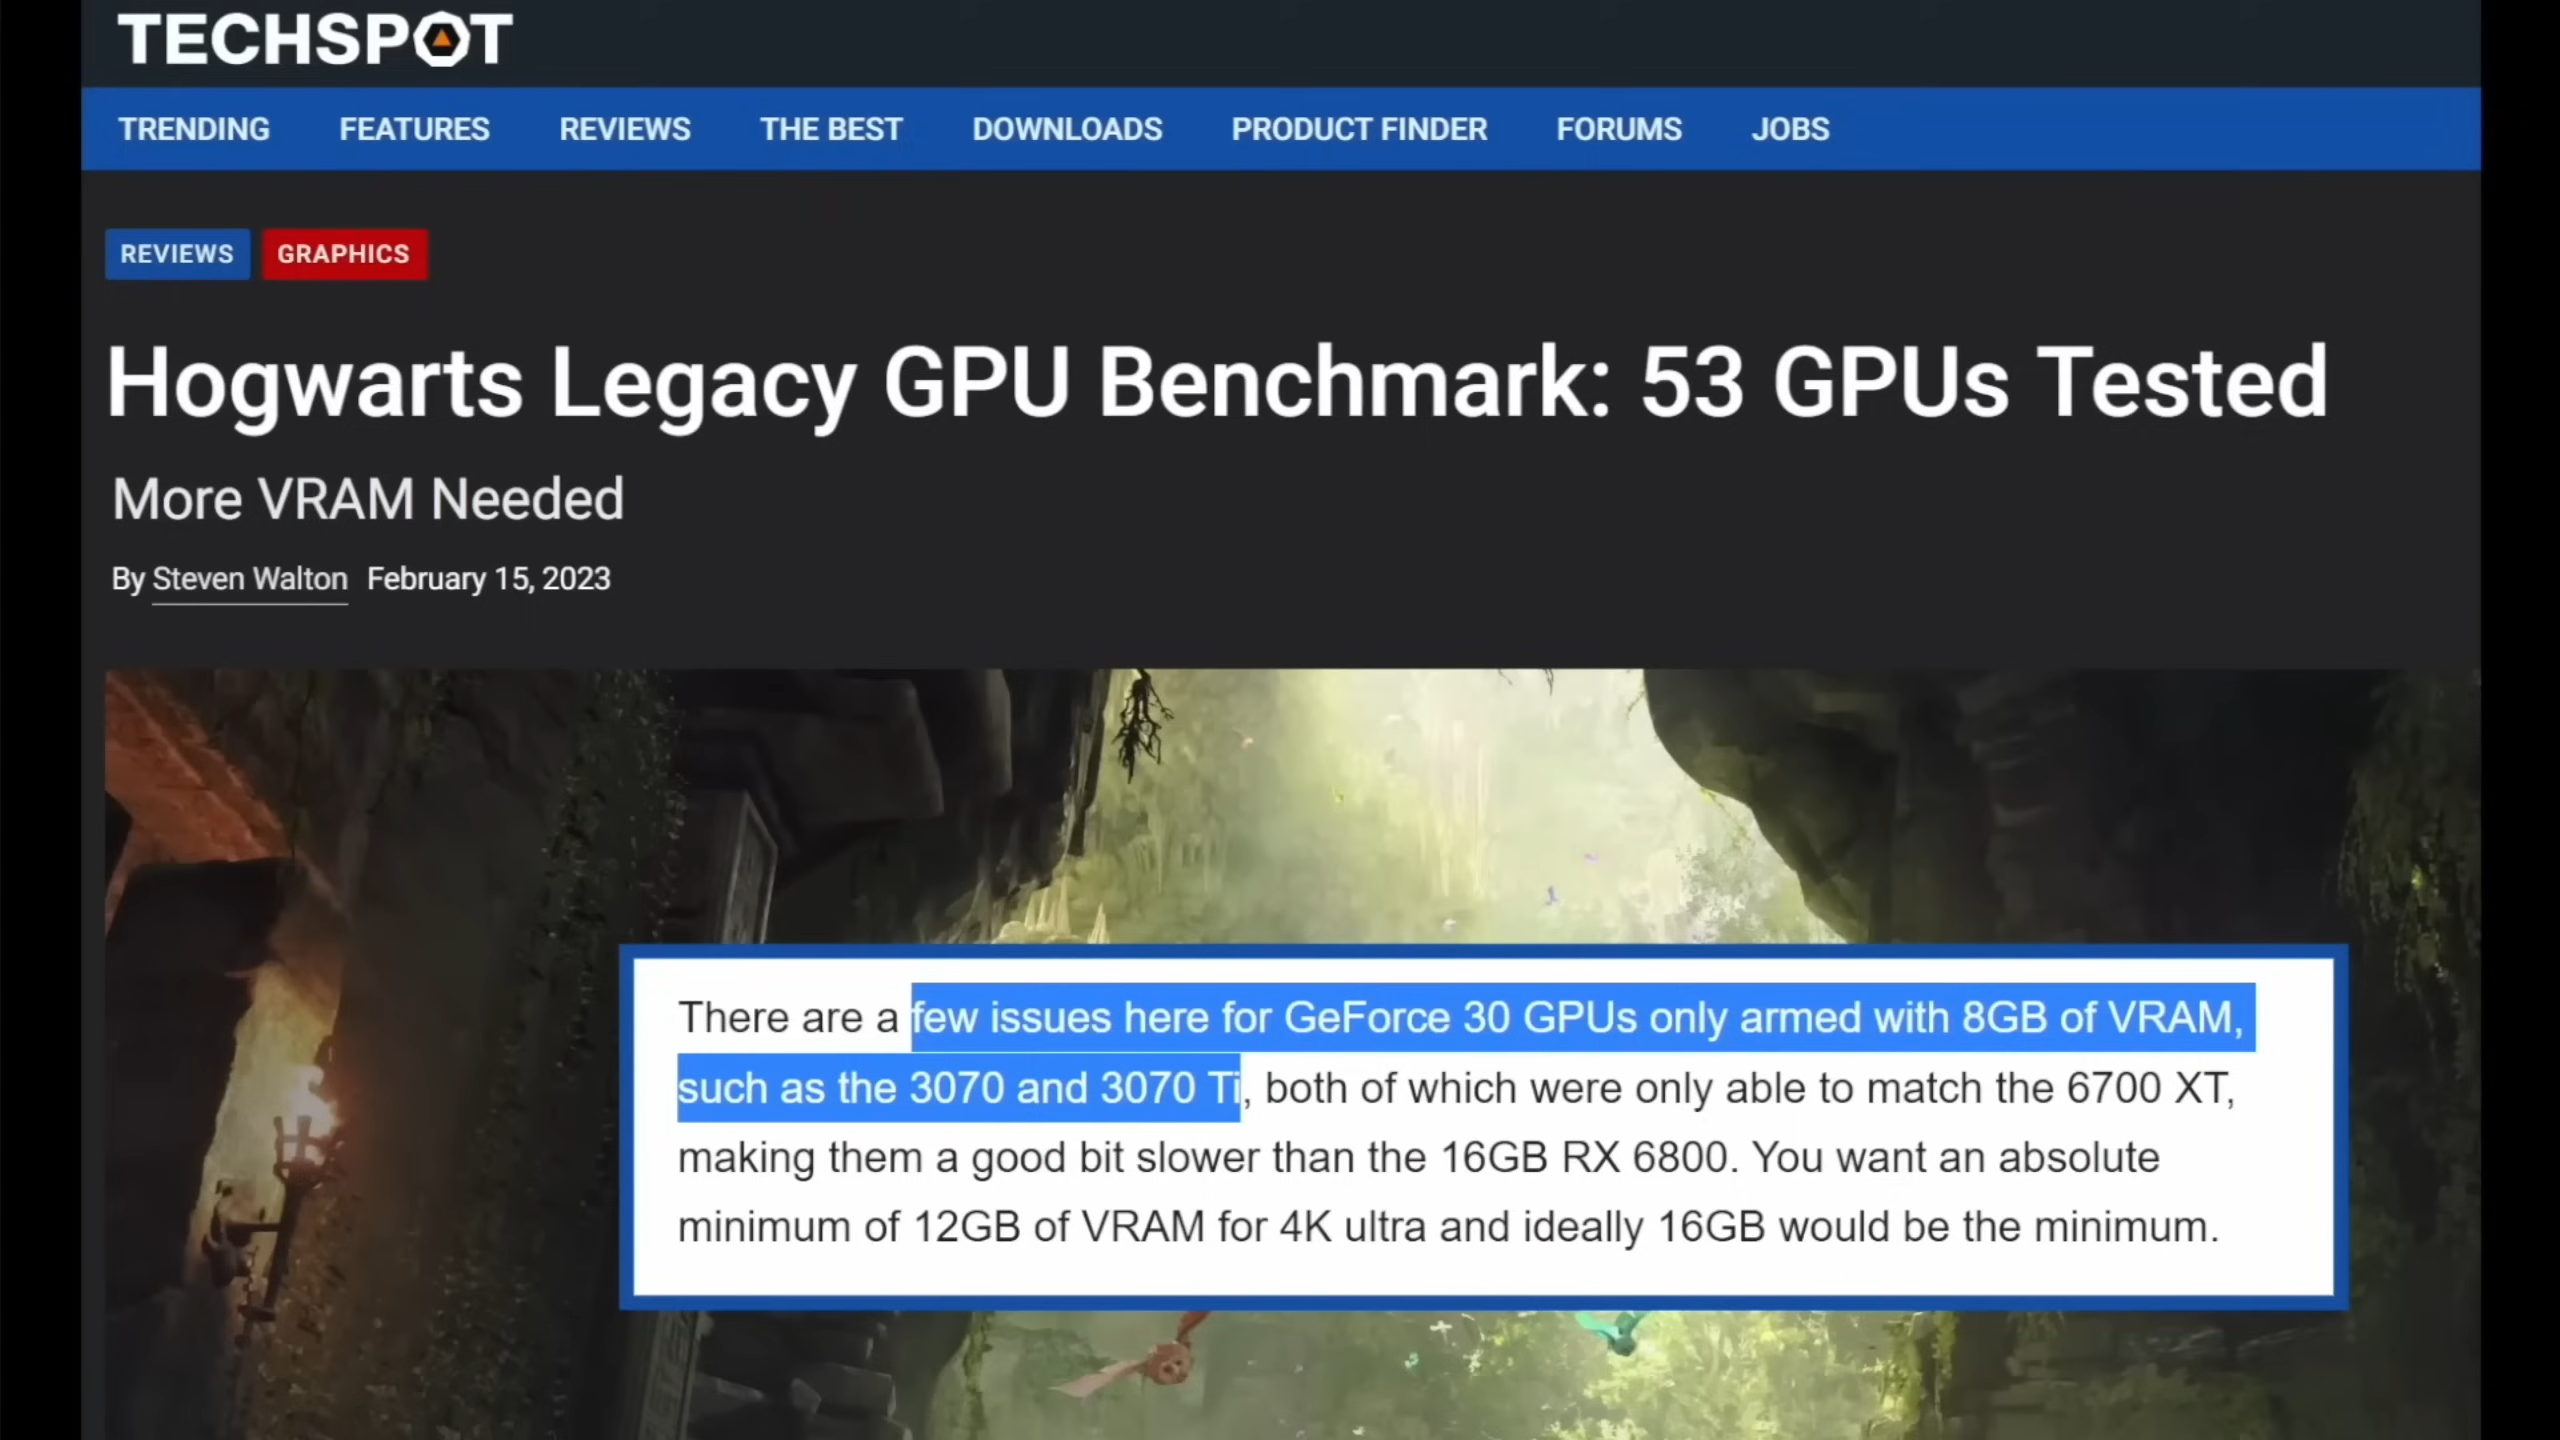 TECHSPOT
TRENDING FEATURES REVIEWS THE BEST DOWNLOADS PRODUCT FINDER FORUMS JOBS
REVIEWS GRAPHICS
Hogwarts Legacy GPU Benchmark: 53 GPUs Tested
More VRAM Needed
By Steven Walton February 15, 2023
There are a few issues here for GeForce 30 GPUs only armed with 8GB of VRAM,
such as the 3070 and 3070 Ti, both of which were only able to match the 6700 XT,
making them a good bit slower than the 16GB RX 6800. You want an absolute
minimum of 12GB of VRAM for 4K ultra and ideally 16GB would be the minimum.